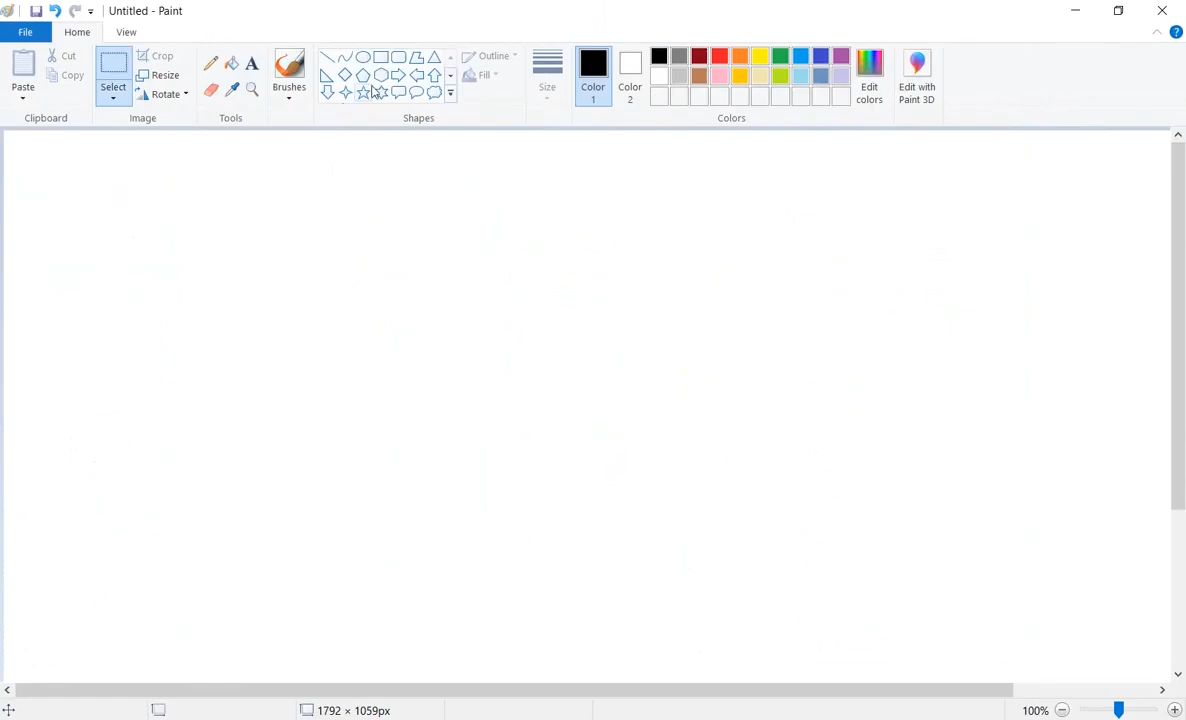 Untitled - Paint
File Home View
Paste
Cut
Copy
Clipboard
Select
Crop
Resize
Rotate
Image
Tools
Brushes
Shapes
Outline
Fill
Size
Color 1
Color 2
Colors
Edit colors
Edit with Paint 3D
1792 × 1059px
100%